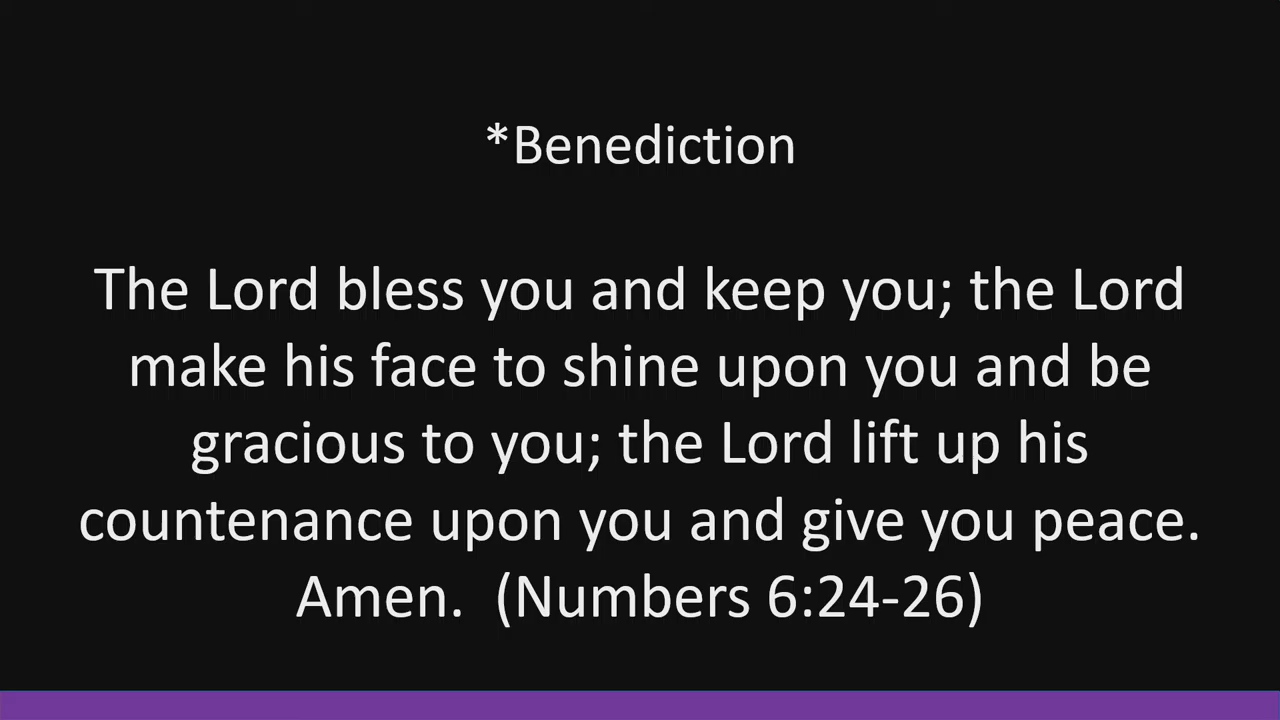 *Benediction
The Lord bless you and keep you; the Lord
make his face to shine upon you and be
gracious to you; the Lord lift up his
countenance upon you and give you peace.
Amen.  (Numbers 6:24-26)